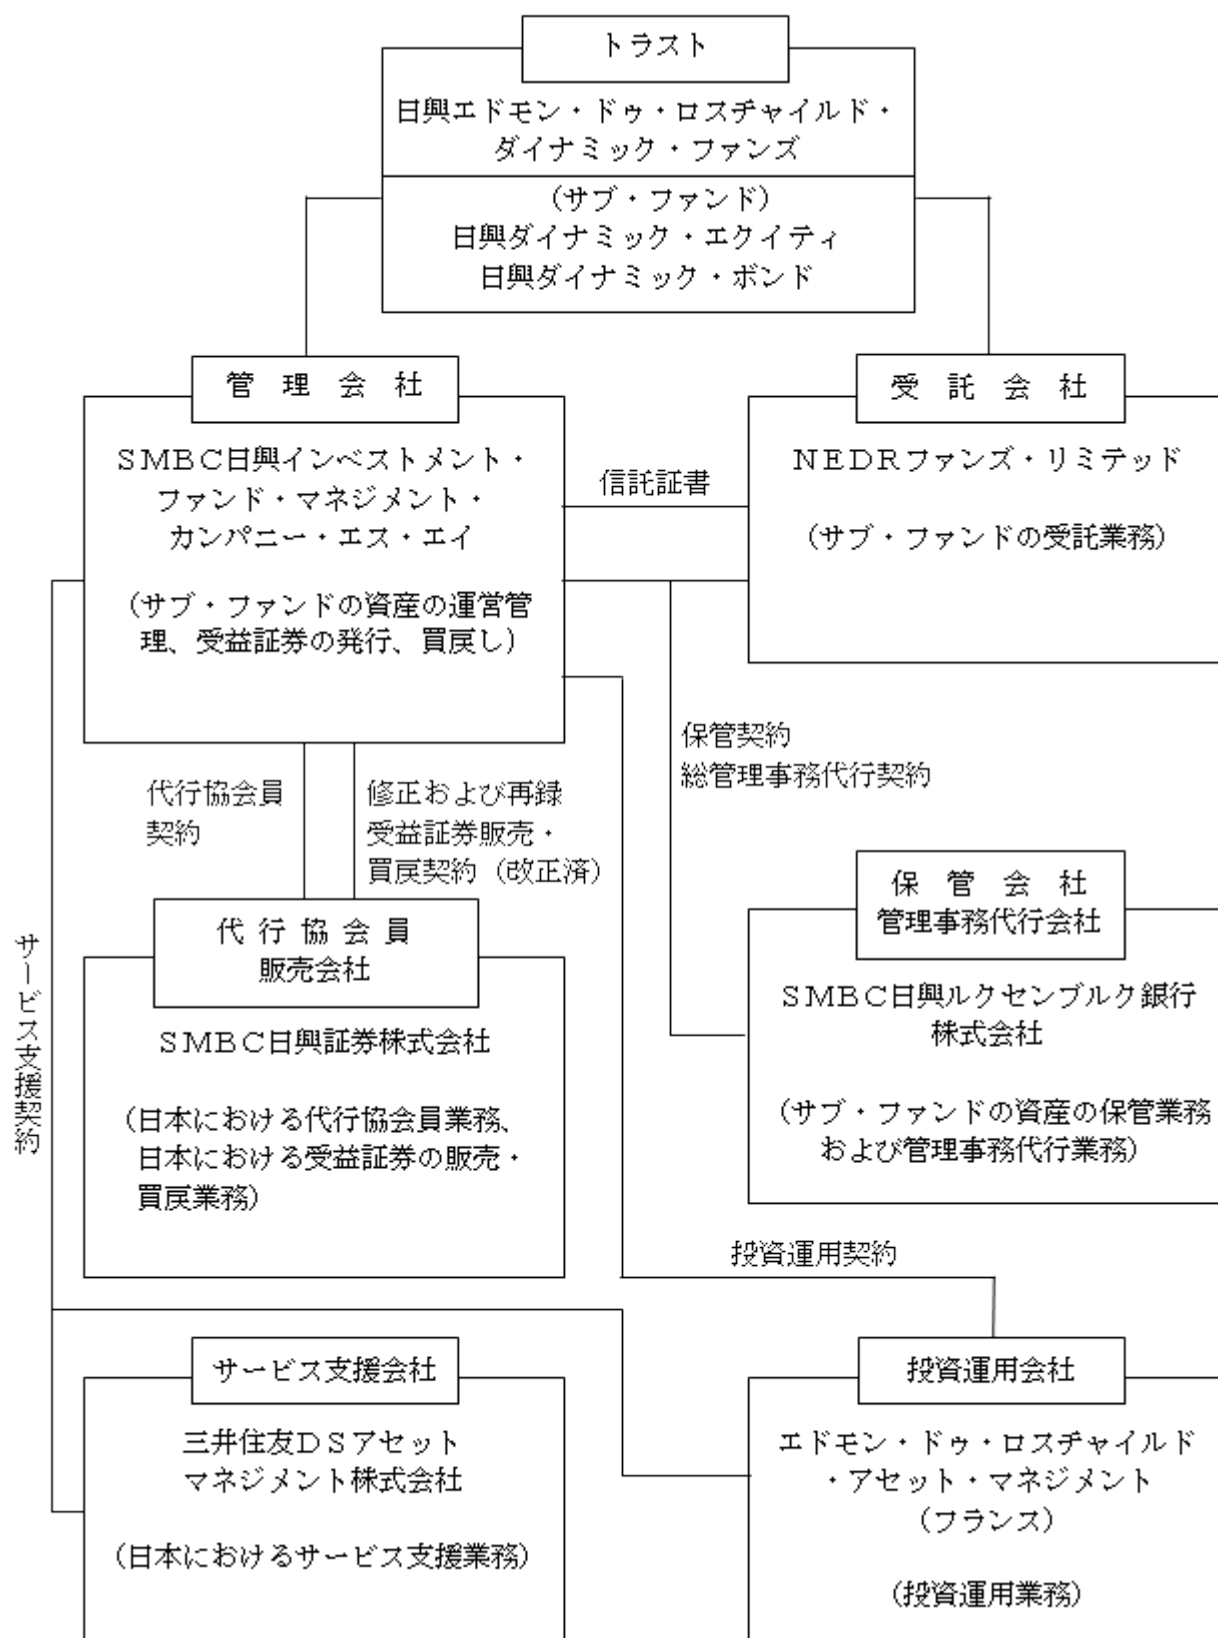 トラスト
日興エドモン・ドゥ・ロスチャイルド・
ダイナミック・ファンズ
(サブ・ファンド)
日興ダイナミック・エクイティ
日興ダイナミック・ボンド
管理会社
SMBC日興インベストメント・
ファンド・マネジメント・
カンパニー・エス・エイ
(サブ・ファンドの資産の運営管
理、受益証券の発行、買戻し)
信託証書
受託会社
NEDRファンズ・リミテッド
(サブ・ファンドの受託業務)
代行協会員
契約
修正および再録
受益証券販売・
買戻契約(改正済)
保管契約
総管理事務代行契約
サービス支援契約
代行協会員
販売会社
SMBC日興証券株式会社
(日本における代行協会員業務、
日本における受益証券の販売・
買戻業務)
保管会社
管理事務代行会社
SMBC日興ルクセンブルク銀行
株式会社
(サブ・ファンドの資産の保管業務
および管理事務代行業務)
投資運用契約
サービス支援会社
三井住友DSアセット
マネジメント株式会社
(日本におけるサービス支援業務)
投資運用会社
エドモン・ドゥ・ロスチャイルド
・アセット・マネジメント
(フランス)
(投資運用業務)